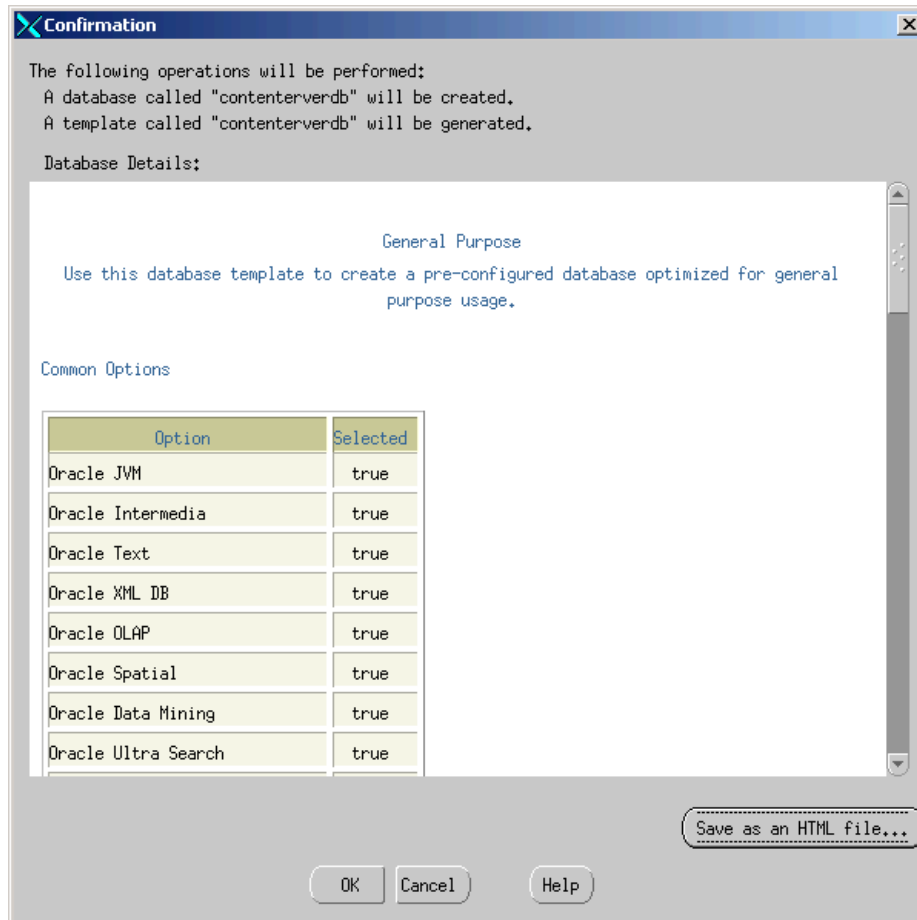 Confirmation
The following operations will be performed:
A database called "contenterverdb" will be created.
A template called "contenterverdb" will be generated.
Database Details:
General Purpose
Use this database template to create a pre-configured database optimized for general
purpose usage.
Common Options
Option Selected
Oracle JVM true
Oracle Intermedia true
Oracle Text true
Oracle XML DB true
Oracle OLAP true
Oracle Spatial true
Oracle Data Mining true
Oracle Ultra Search true
Save as an HTML file...
OK Cancel Help